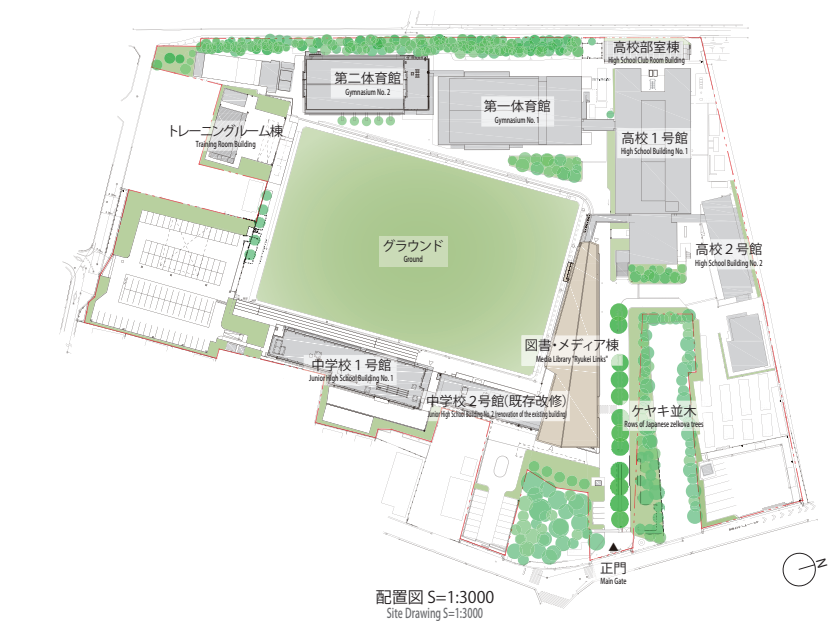 高校部室棟
High School Club Room Building
第二体育館
Gymnasium No. 2
第一体育館
Gymnasium No. 1
トレーニングルーム棟
Training Room Building
高校1号館
High School Building No. 1
グラウンド
Ground
高校2号館
High School Building No. 2
図書・メディア棟
Media Library "Ryukei Links"
中学校1号館
Junior High School Building No. 1
中学校2号館(既存改修)
Junior High School Building No. 2 (renovation of the existing building)
ケヤキ並木
Rows of Japanese zelkova trees
正門
Main Gate
N
配置図 S=1:3000
Site Drawing S=1:3000